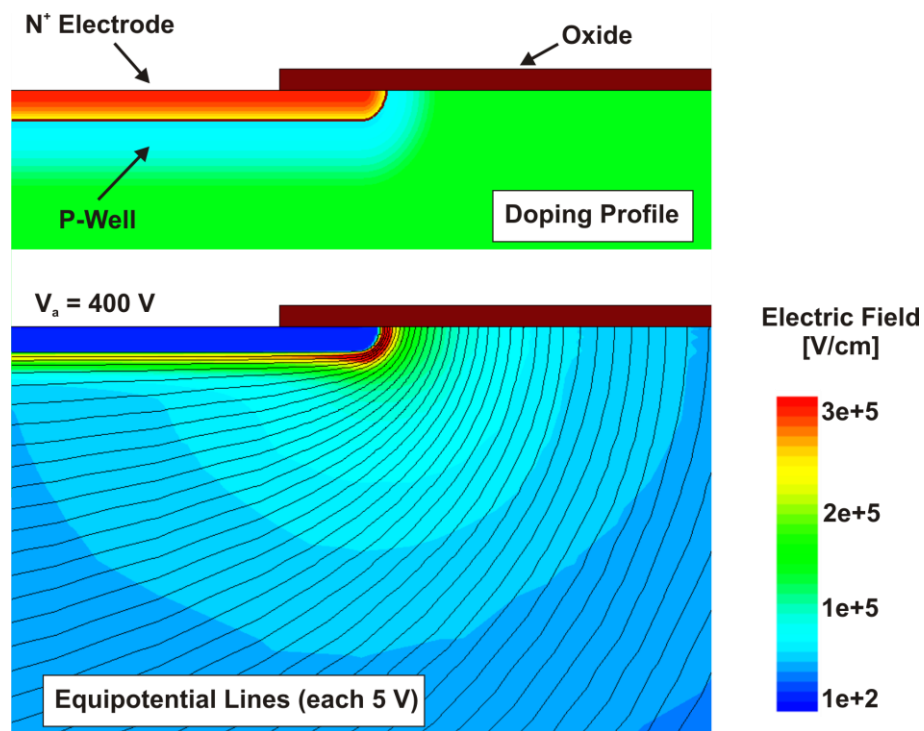 N⁺ Electrode
Oxide
P-Well
Doping Profile
Vₐ = 400 V
Electric Field
[V/cm]
3e+5
2e+5
1e+5
1e+2
Equipotential Lines (each 5 V)